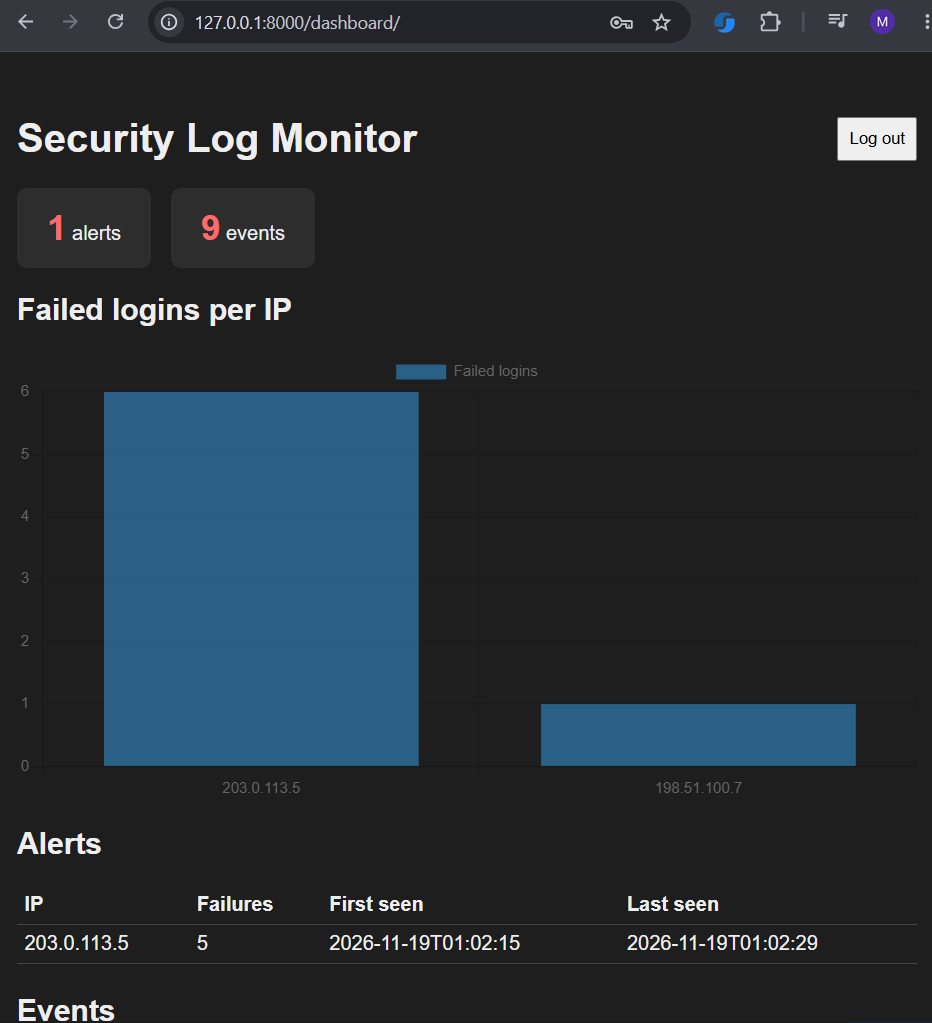 127.0.0.1:8000/dashboard/
M
Security Log Monitor
Log out
1 alerts
9 events
Failed logins per IP
Failed logins
6
5
4
3
2
1
0
203.0.113.5
198.51.100.7
Alerts
IP Failures First seen Last seen
203.0.113.5 5 2026-11-19T01:02:15 2026-11-19T01:02:29
Events